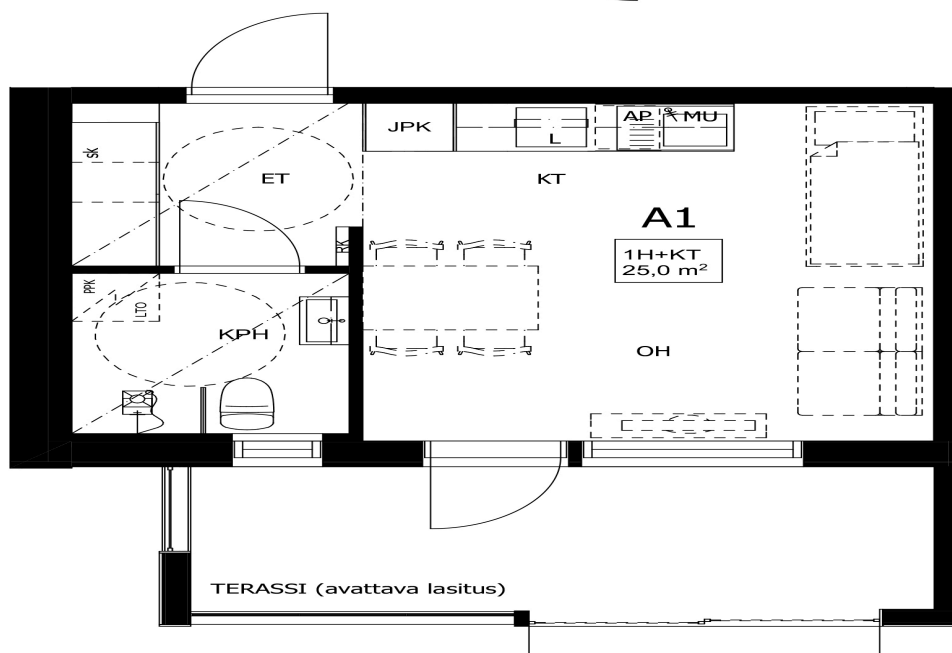 JPK
AP
MU
L
SK
ET
KT
A1
1H+KT
25,0 m²
RK
PPK
LTO
KPH
OH
TERASSI (avattava lasitus)